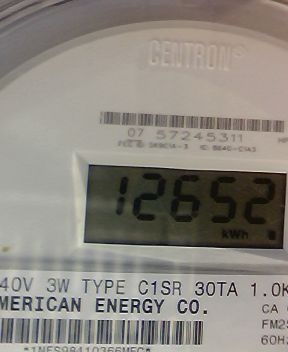 CENTRON®
07 57245311
12652
kWh
40V 3W TYPE C1SR 30TA 1.0K
MERICAN ENERGY CO.
CA
FM2S
60HZ